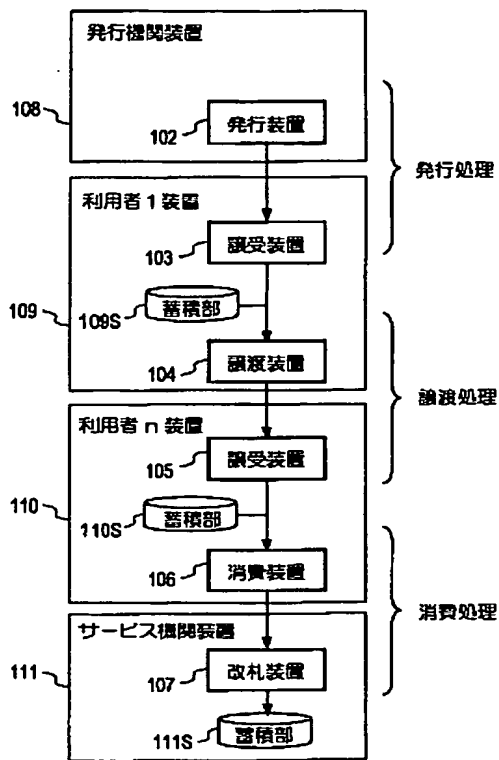 発行機関装置
108
102
発行装置
発行処理
利用者1装置
103
譲受装置
109
109S
蓄積部
104
譲渡装置
譲渡処理
利用者n装置
105
譲受装置
110
110S
蓄積部
106
消費装置
消費処理
サービス機関装置
111
107
改札装置
111S
蓄積部